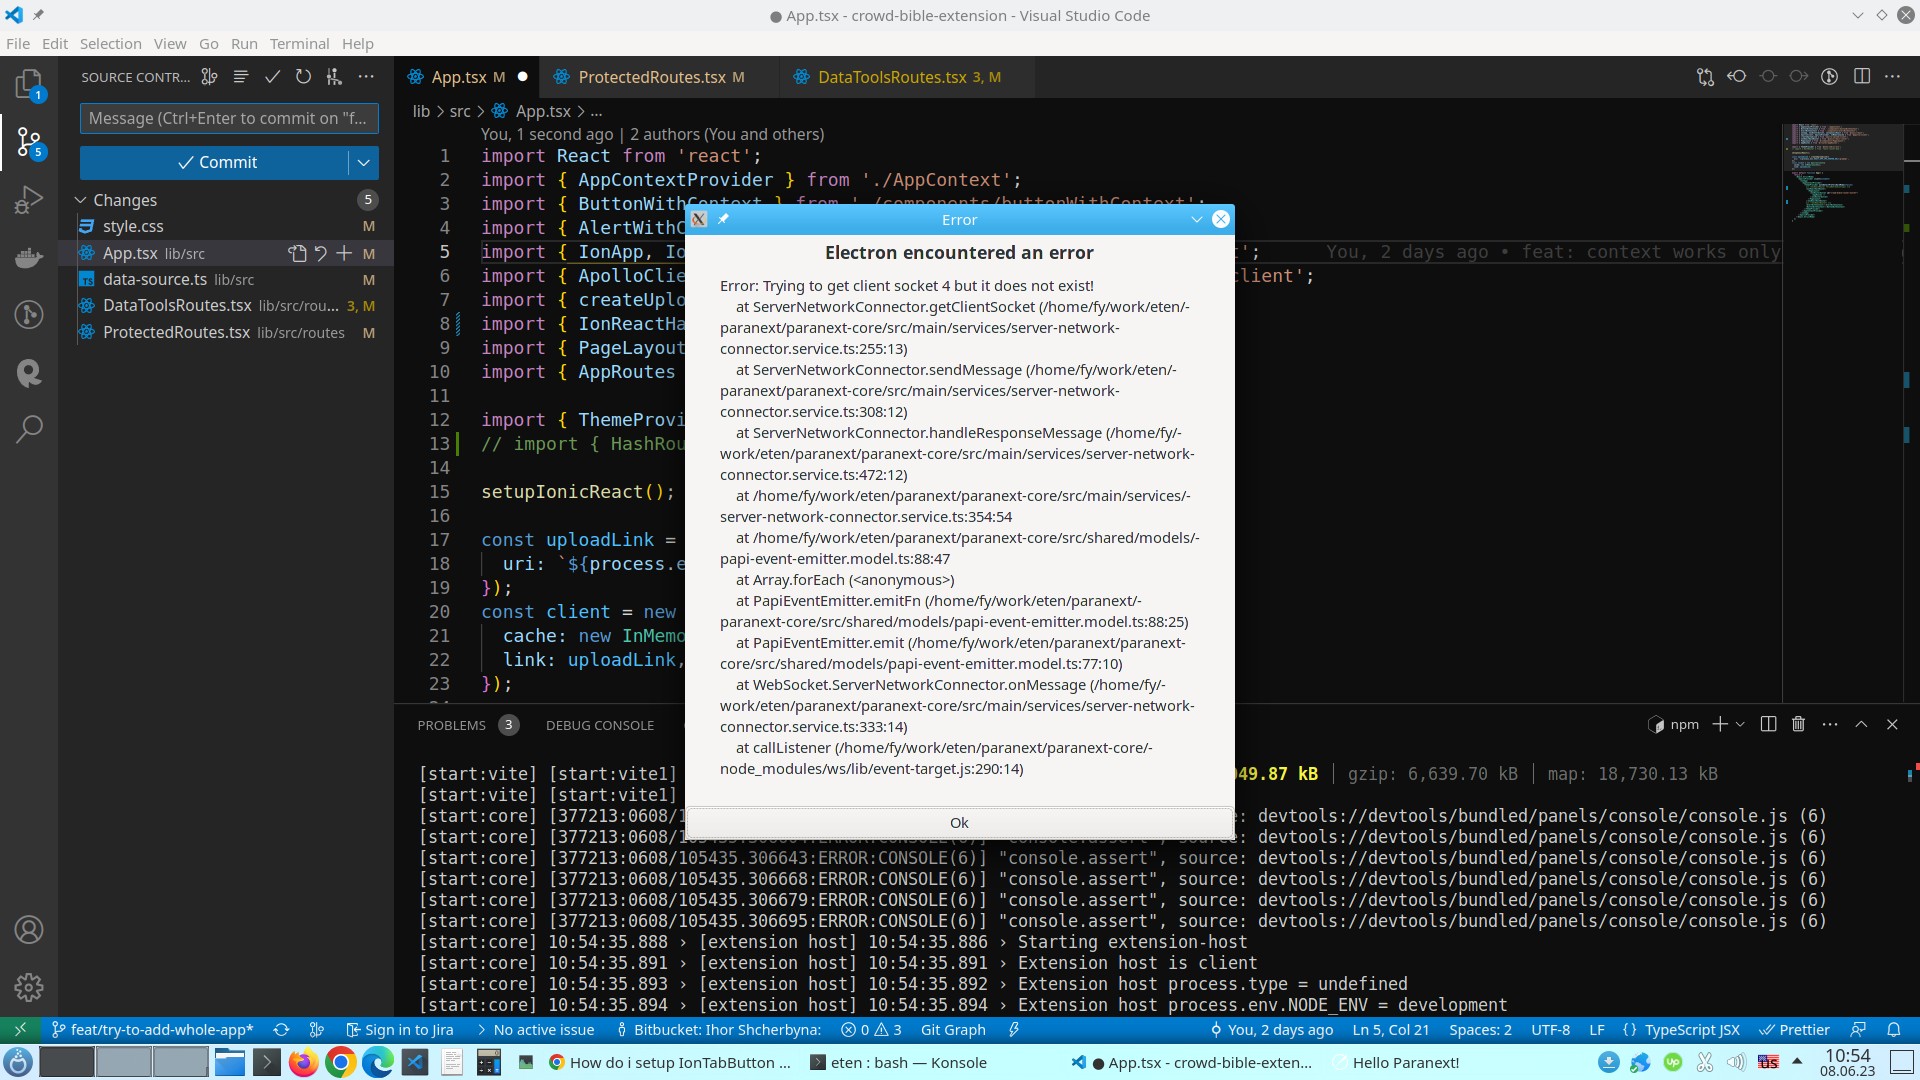 ● App.tsx - crowd-bible-extension - Visual Studio Code
File Edit Selection View Go Run Terminal Help
SOURCE CONTR...
Message (Ctrl+Enter to commit on "f...
Commit
Changes 5
style.css M
App.tsx lib/src M
data-source.ts lib/src M
DataToolsRoutes.tsx lib/src/rou... 3, M
ProtectedRoutes.tsx lib/src/routes M
1
5
App.tsx M
ProtectedRoutes.tsx M
DataToolsRoutes.tsx 3, M
lib > src > App.tsx > ...
You, 1 second ago | 2 authors (You and others)
1 import React from 'react';
2 import { AppContextProvider } from './AppContext';
3 import { ButtonWithContext } from './components/buttonWithContext';
4 import { AlertWithC
5 import { IonApp, Io t'; You, 2 days ago • feat: context works only
6 import { ApolloClie client';
7 import { createUplo
8 import { IonReactHa
9 import { PageLayout
10 import { AppRoutes
11
12 import { ThemeProvi
13 // import { HashRou
14
15 setupIonicReact();
16
17 const uploadLink =
18 uri: `${process.e
19 });
20 const client = new
21 cache: new InMemo
22 link: uploadLink,
23 });
Error
Electron encountered an error
Error: Trying to get client socket 4 but it does not exist!
at ServerNetworkConnector.getClientSocket (/home/fy/work/eten/-
paranext/paranext-core/src/main/services/server-network-
connector.service.ts:255:13)
at ServerNetworkConnector.sendMessage (/home/fy/work/eten/-
paranext/paranext-core/src/main/services/server-network-
connector.service.ts:308:12)
at ServerNetworkConnector.handleResponseMessage (/home/fy/-
work/eten/paranext/paranext-core/src/main/services/server-network-
connector.service.ts:472:12)
at /home/fy/work/eten/paranext/paranext-core/src/main/services/-
server-network-connector.service.ts:354:54
at /home/fy/work/eten/paranext/paranext-core/src/shared/models/-
papi-event-emitter.model.ts:88:47
at Array.forEach (<anonymous>)
at PapiEventEmitter.emitFn (/home/fy/work/eten/paranext/-
paranext-core/src/shared/models/papi-event-emitter.model.ts:88:25)
at PapiEventEmitter.emit (/home/fy/work/eten/paranext/paranext-
core/src/shared/models/papi-event-emitter.model.ts:77:10)
at WebSocket.ServerNetworkConnector.onMessage (/home/fy/-
work/eten/paranext/paranext-core/src/main/services/server-network-
connector.service.ts:333:14)
at callListener (/home/fy/work/eten/paranext/paranext-core/-
node_modules/ws/lib/event-target.js:290:14)
Ok
PROBLEMS 3 DEBUG CONSOLE
npm
[start:vite] [start:vite1] 949.87 kB │ gzip: 6,639.70 kB │ map: 18,730.13 kB
[start:vite] [start:vite1]
[start:core] [377213:0608/1 e: devtools://devtools/bundled/panels/console/console.js (6)
[start:core] [377213:0608/105435.306604:ERROR:CONSOLE(6)] "console.assert", source: devtools://devtools/bundled/panels/console/console.js (6)
[start:core] [377213:0608/105435.306643:ERROR:CONSOLE(6)] "console.assert", source: devtools://devtools/bundled/panels/console/console.js (6)
[start:core] [377213:0608/105435.306668:ERROR:CONSOLE(6)] "console.assert", source: devtools://devtools/bundled/panels/console/console.js (6)
[start:core] [377213:0608/105435.306679:ERROR:CONSOLE(6)] "console.assert", source: devtools://devtools/bundled/panels/console/console.js (6)
[start:core] [377213:0608/105435.306695:ERROR:CONSOLE(6)] "console.assert", source: devtools://devtools/bundled/panels/console/console.js (6)
[start:core] 10:54:35.888 › [extension host] 10:54:35.886 › Starting extension-host
[start:core] 10:54:35.891 › [extension host] 10:54:35.891 › Extension host is client
[start:core] 10:54:35.893 › [extension host] 10:54:35.892 › Extension host process.type = undefined
[start:core] 10:54:35.894 › [extension host] 10:54:35.894 › Extension host process.env.NODE_ENV = development
feat/try-to-add-whole-app* Sign in to Jira No active issue Bitbucket: Ihor Shcherbyna: 0 3 Git Graph You, 2 days ago Ln 5, Col 21 Spaces: 2 UTF-8 LF {} TypeScript JSX Prettier
How do i setup IonTabButton ... eten : bash — Konsole ● App.tsx - crowd-bible-exten... Hello Paranext! up us 10:54
08.06.23